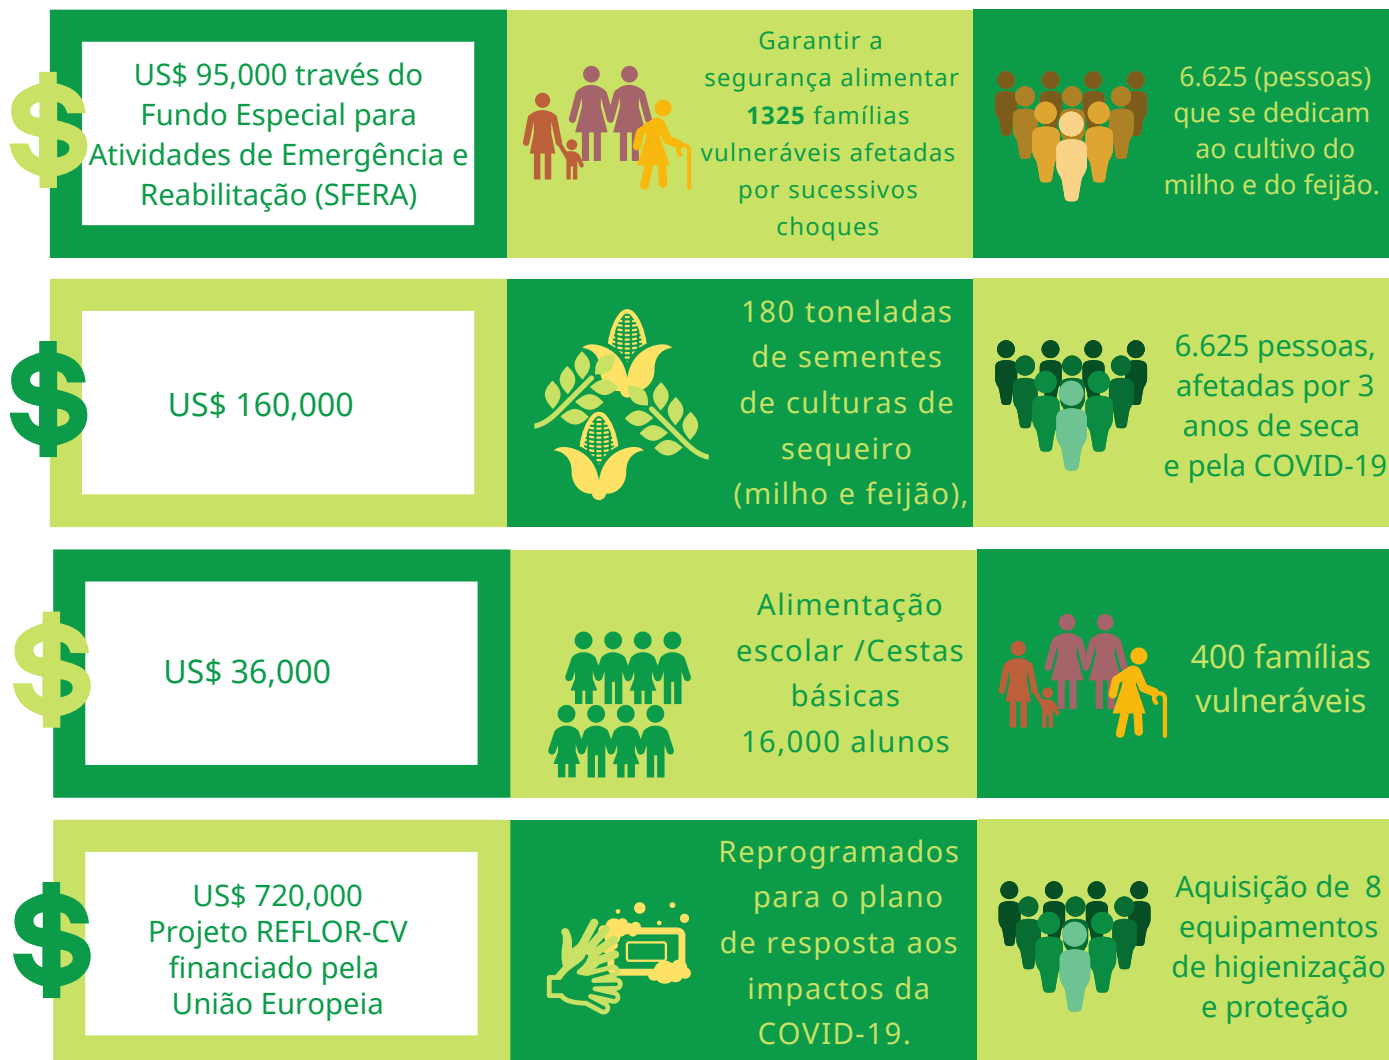 US$ 95,000 través do
Fundo Especial para
Atividades de Emergência e
Reabilitação (SFERA)
Garantir a
segurança alimentar
1325 famílias
vulneráveis afetadas
por sucessivos
choques
6.625 (pessoas)
que se dedicam
ao cultivo do
milho e do feijão.
US$ 160,000
180 toneladas
de sementes
de culturas de
sequeiro
(milho e feijão),
6.625 pessoas,
afetadas por 3
anos de seca
e pela COVID-19
US$ 36,000
Alimentação
escolar /Cestas
básicas
16,000 alunos
400 famílias
vulneráveis
US$ 720,000
Projeto REFLOR-CV
financiado pela
União Europeia
Reprogramados
para o plano
de resposta aos
impactos da
COVID-19.
Aquisição de  8
equipamentos
de higienização
e proteção